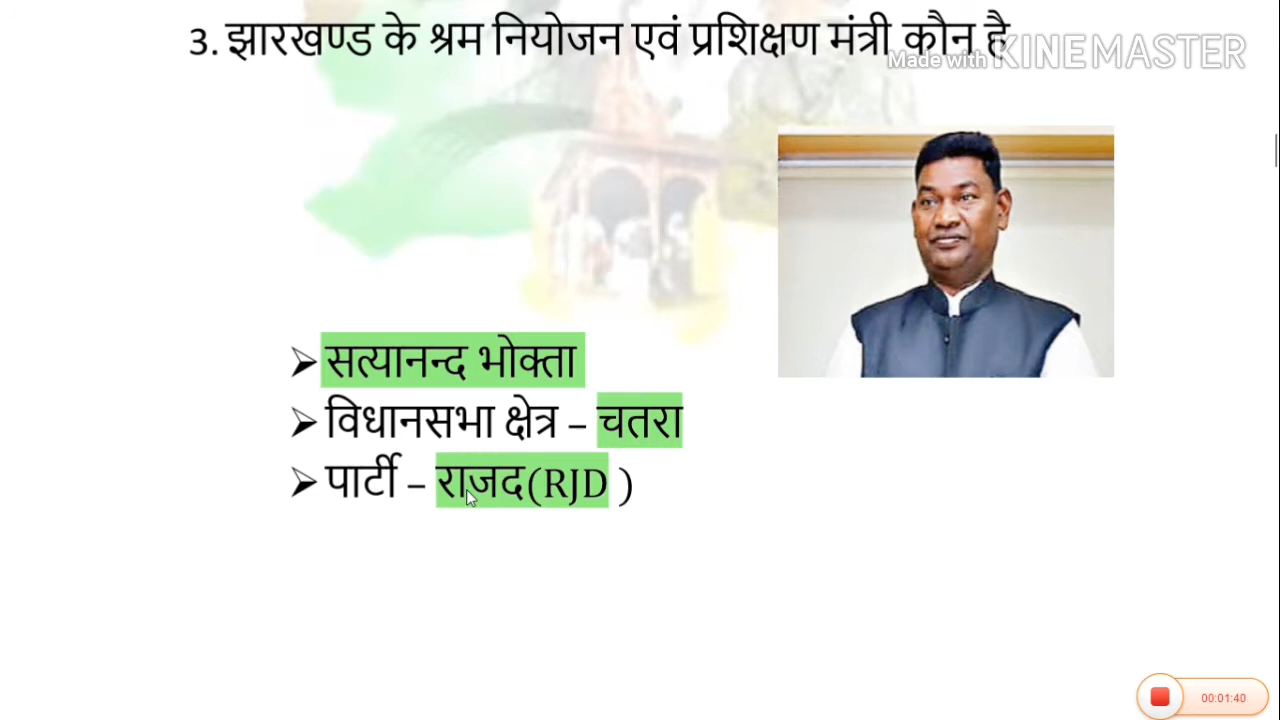 3. झारखण्ड के श्रम नियोजन एवं प्रशिक्षण मंत्री कौन है
Made with KINEMASTER
➢ सत्यानन्द भोक्ता
➢ विधानसभा क्षेत्र – चतरा
➢ पार्टी – राजद(RJD )
00:01:40